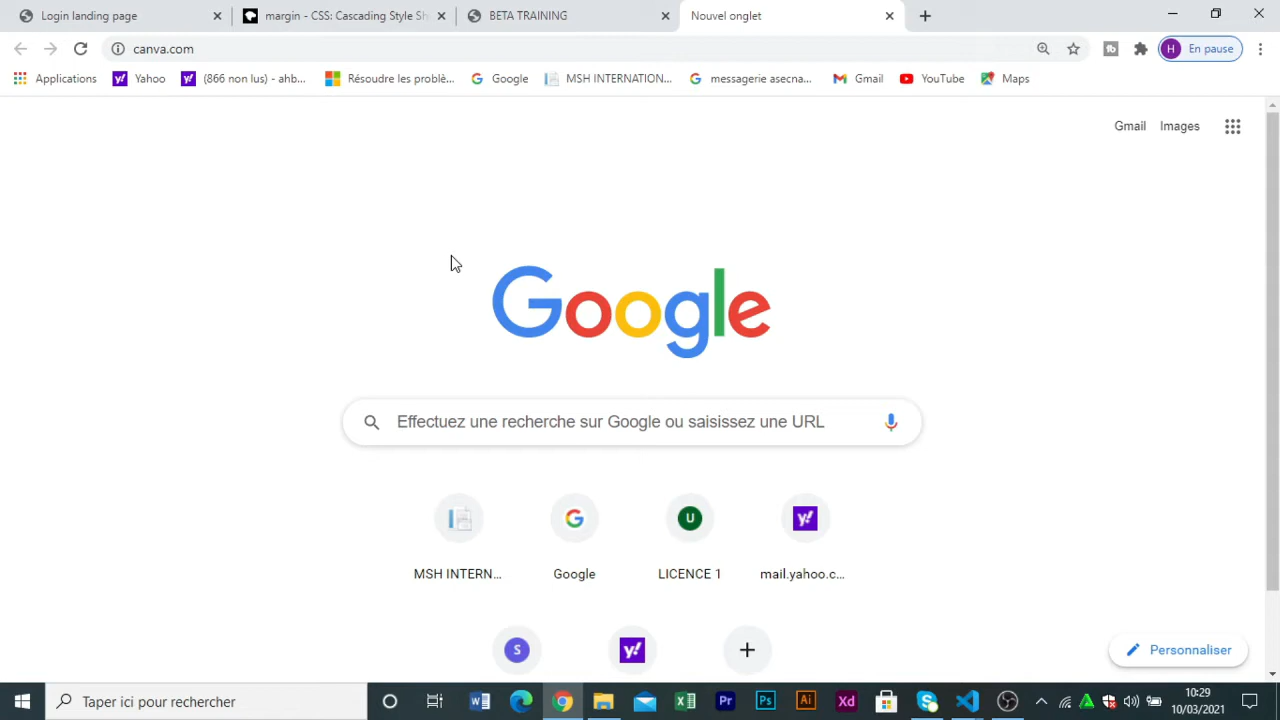 Login landing page
margin - CSS: Cascading Style Sh
BETA TRAINING
Nouvel onglet
canva.com
H En pause
Applications
Yahoo
(866 non lus) - ahb...
Résoudre les problè...
Google
MSH INTERNATION...
messagerie asecna...
Gmail
YouTube
Maps
Gmail
Images
Google
Effectuez une recherche sur Google ou saisissez une URL
U
y!
MSH INTERN...
Google
LICENCE 1
mail.yahoo.c...
S
y!
Personnaliser
Taper ici pour rechercher
10:29
10/03/2021